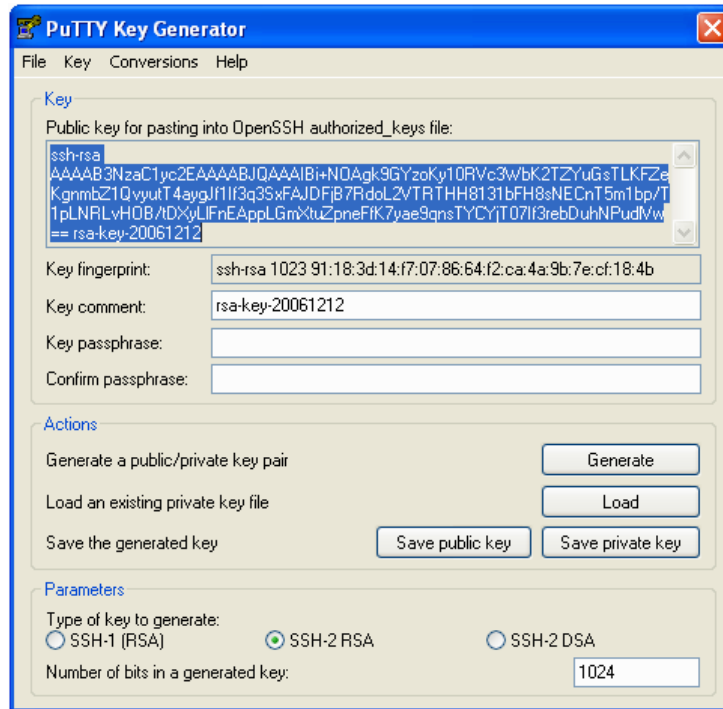 PuTTY Key Generator
File Key Conversions Help
Key
Public key for pasting into OpenSSH authorized_keys file:
ssh-rsa
AAAAB3NzaC1yc2EAAAABJQAAAIBi+NOAgk9GYzoKy10RVc3WbK2TZYuGsTLKFZe
KgnmbZ1QvyutT4aygJf1If3q3SxFAJDFjB7RdoL2VTRTHH8131bFH8sNECnT5m1bp/T
1pLNRLvHOB/tDXyLlFnEAppLGmXtuZpneFfK7yae9qnsTYCYjT07If3rebDuhNPudMw
== rsa-key-20061212
Key fingerprint: ssh-rsa 1023 91:18:3d:14:f7:07:86:64:f2:ca:4a:9b:7e:cf:18:4b
Key comment: rsa-key-20061212
Key passphrase:
Confirm passphrase:
Actions
Generate a public/private key pair Generate
Load an existing private key file Load
Save the generated key Save public key Save private key
Parameters
Type of key to generate:
SSH-1 (RSA) SSH-2 RSA SSH-2 DSA
Number of bits in a generated key: 1024